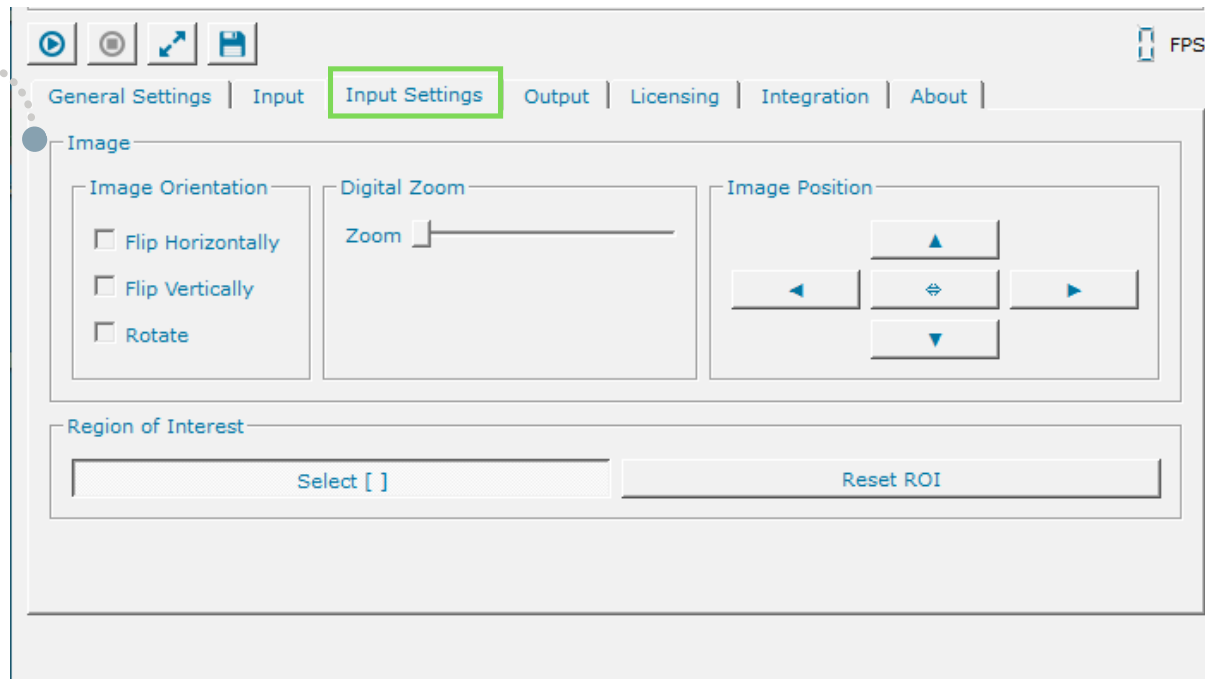 0 FPS
General Settings Input Input Settings Output Licensing Integration About
Image
Image Orientation Digital Zoom Image Position
Flip Horizontally Zoom
Flip Vertically
Rotate
Region of Interest
Select [ ] Reset ROI